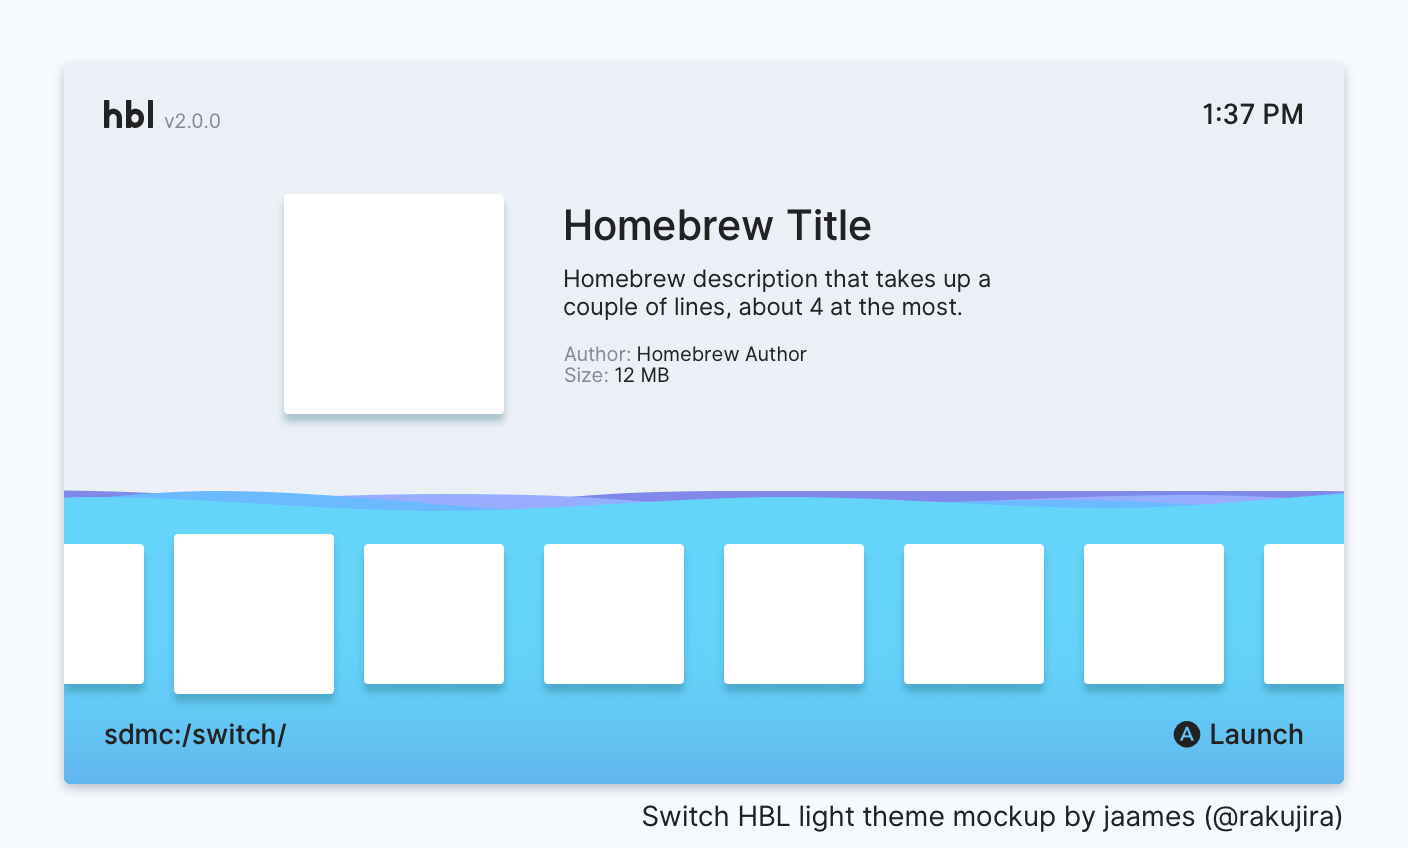 hbl v2.0.0
1:37 PM
Homebrew Title
Homebrew description that takes up a
couple of lines, about 4 at the most.
Author: Homebrew Author
Size: 12 MB
sdmc:/switch/
A Launch
Switch HBL light theme mockup by jaames (@rakujira)